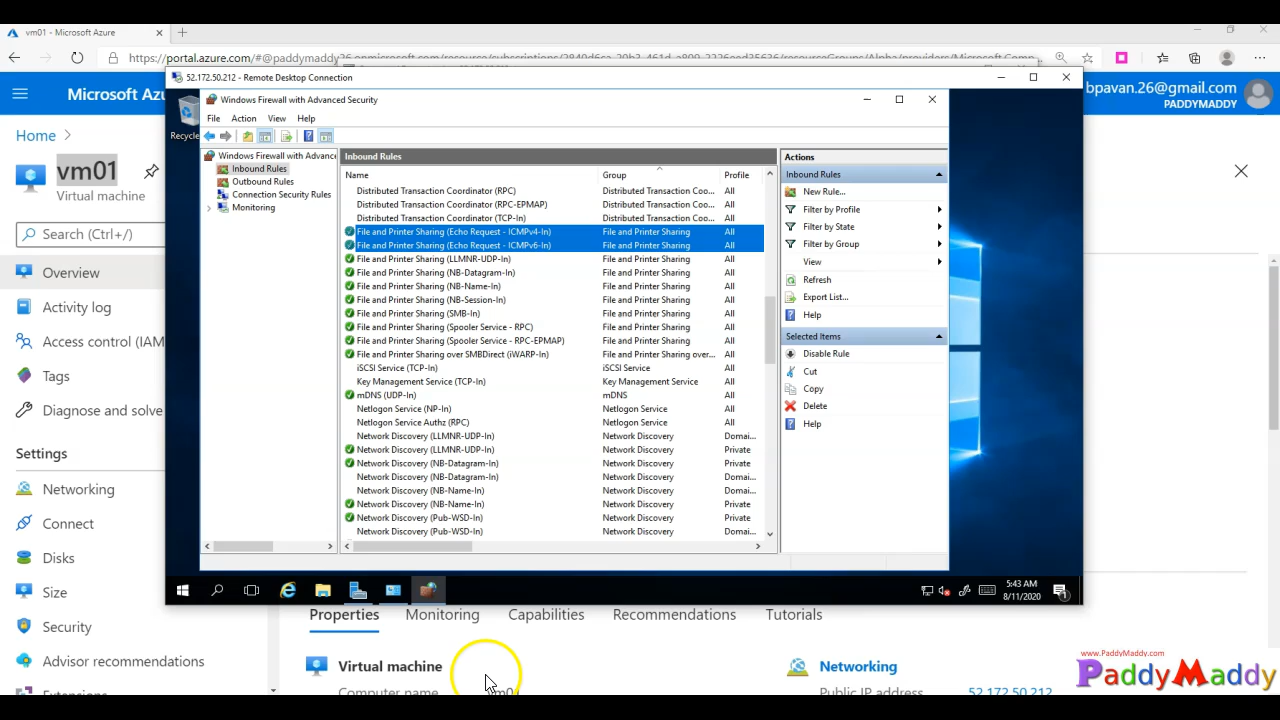 vm01 - Microsoft Azure
https://portal.azure.com/#@paddymaddy26.onmicrosoft.com/resource/subscriptions/
52.172.50.212 - Remote Desktop Connection
Microsoft Azu
bpavan.26@gmail.com
PADDYMADDY
Home
vm01
Virtual machine
Search (Ctrl+/)
Overview
Activity log
Access control (IAM
Tags
Diagnose and solve
Settings
Networking
Connect
Disks
Size
Security
Advisor recommendations
Recycle
Windows Firewall with Advanced Security
File Action View Help
Windows Firewall with Advance
Inbound Rules
Outbound Rules
Connection Security Rules
Monitoring
Inbound Rules
Name Group Profile
Distributed Transaction Coordinator (RPC) Distributed Transaction Coo... All
Distributed Transaction Coordinator (RPC-EPMAP) Distributed Transaction Coo... All
Distributed Transaction Coordinator (TCP-In) Distributed Transaction Coo... All
File and Printer Sharing (Echo Request - ICMPv4-In) File and Printer Sharing All
File and Printer Sharing (Echo Request - ICMPv6-In) File and Printer Sharing All
File and Printer Sharing (LLMNR-UDP-In) File and Printer Sharing All
File and Printer Sharing (NB-Datagram-In) File and Printer Sharing All
File and Printer Sharing (NB-Name-In) File and Printer Sharing All
File and Printer Sharing (NB-Session-In) File and Printer Sharing All
File and Printer Sharing (SMB-In) File and Printer Sharing All
File and Printer Sharing (Spooler Service - RPC) File and Printer Sharing All
File and Printer Sharing (Spooler Service - RPC-EPMAP) File and Printer Sharing All
File and Printer Sharing over SMBDirect (iWARP-In) File and Printer Sharing over... All
iSCSI Service (TCP-In) iSCSI Service All
Key Management Service (TCP-In) Key Management Service All
mDNS (UDP-In) mDNS All
Netlogon Service (NP-In) Netlogon Service All
Netlogon Service Authz (RPC) Netlogon Service All
Network Discovery (LLMNR-UDP-In) Network Discovery Domai...
Network Discovery (LLMNR-UDP-In) Network Discovery Private
Network Discovery (NB-Datagram-In) Network Discovery Private
Network Discovery (NB-Datagram-In) Network Discovery Domai...
Network Discovery (NB-Name-In) Network Discovery Domai...
Network Discovery (NB-Name-In) Network Discovery Private
Network Discovery (Pub-WSD-In) Network Discovery Private
Network Discovery (Pub-WSD-In) Network Discovery Domai...
Actions
Inbound Rules
New Rule...
Filter by Profile
Filter by State
Filter by Group
View
Refresh
Export List...
Help
Selected Items
Disable Rule
Cut
Copy
Delete
Help
5:43 AM
8/11/2020
Properties Monitoring Capabilities Recommendations Tutorials
Virtual machine
Computer name
Networking
Public IP address 52.172.50.212
www.PaddyMaddy.com
PaddyMaddy